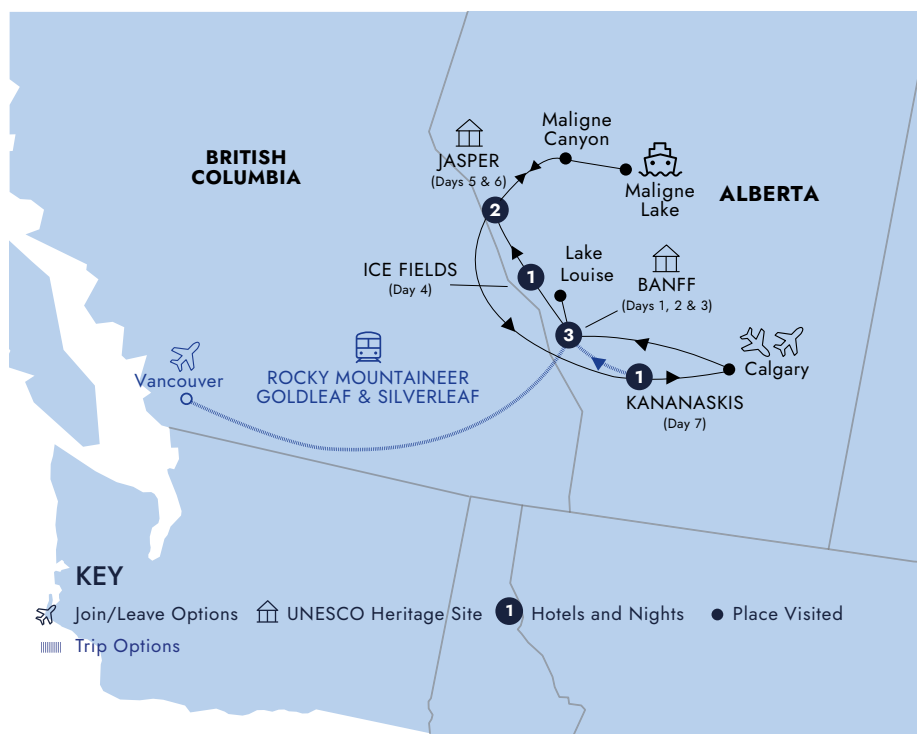 Maligne
Canyon
JASPER
(Days 5 & 6)
BRITISH
COLUMBIA
Maligne
Lake
ALBERTA
2
Lake
Louise
ICE FIELDS
(Day 4)
1
BANFF
(Days 1, 2 & 3)
3
Vancouver
ROCKY MOUNTAINEER
GOLDLEAF & SILVERLEAF
Calgary
1
KANANASKIS
(Day 7)
KEY
Join/Leave Options
UNESCO Heritage Site
1
Hotels and Nights
Place Visited
Trip Options